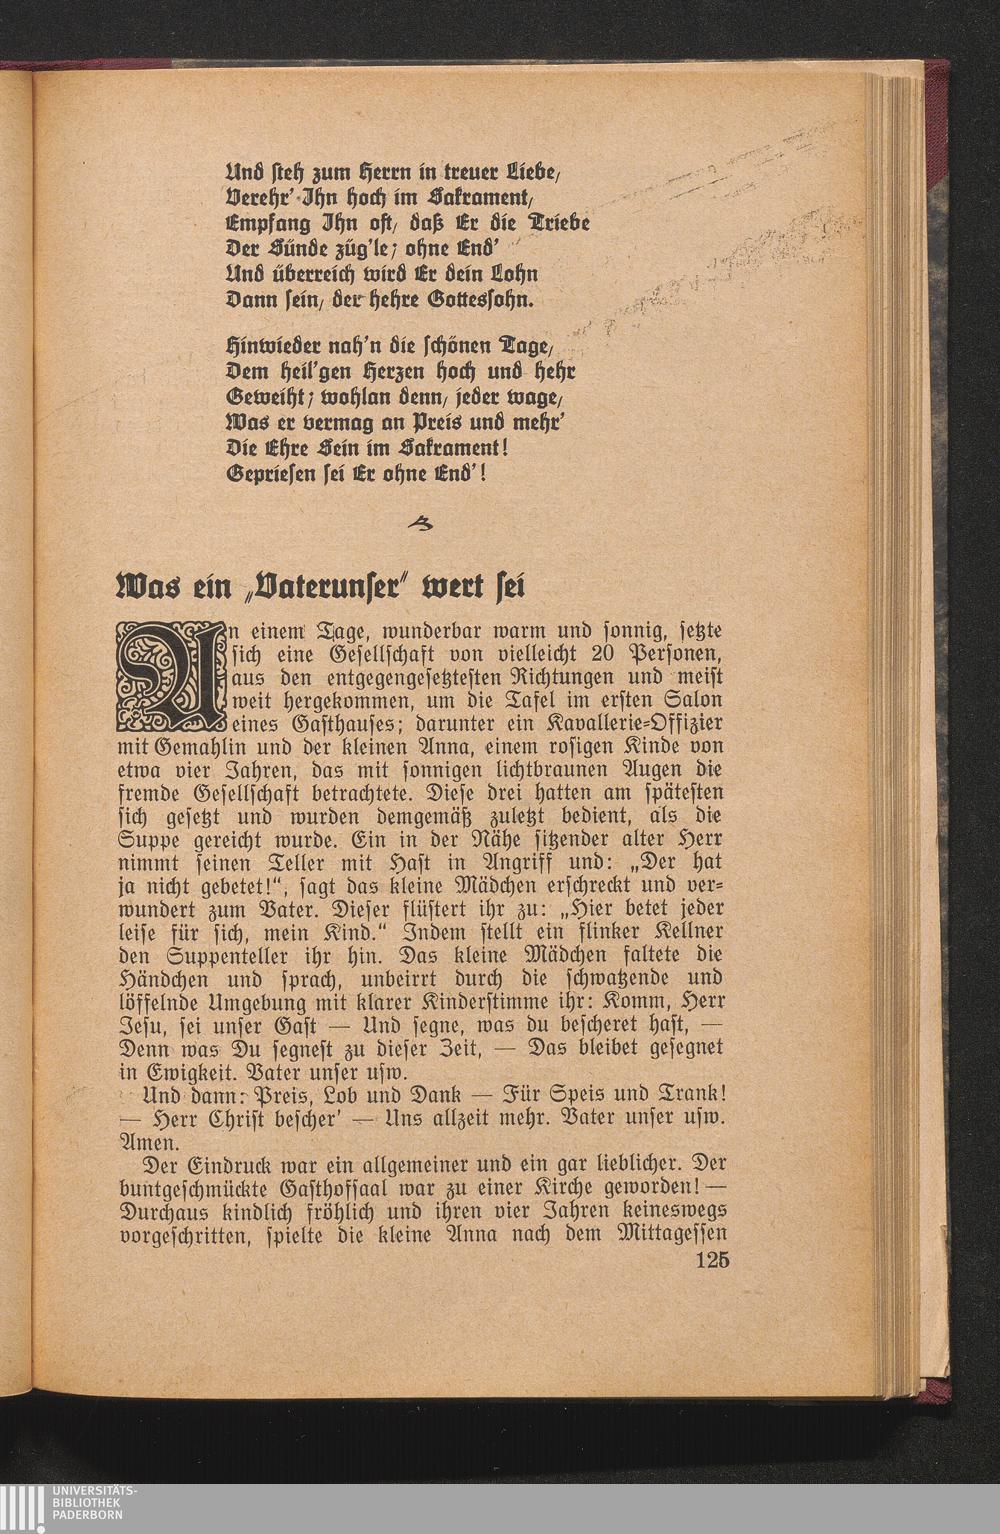 Und steh zum Herrn in treuer Liebe,
Verehr' Ihn hoch im Sakrament,
Empfang Ihn oft, daß Er die Triebe
Der Sünde züg'le; ohne End'
Und überreich wird Er dein Lohn
Dann sein, der hehre Gottessohn.
Hinwieder nah'n die schönen Tage,
Dem heil'gen Herzen hoch und hehr
Geweiht; wohlan denn, jeder wage,
Was er vermag an Preis und mehr'
Die Ehre Sein im Sakrament!
Gepriesen sei Er ohne End'!
Was ein „Vaterunser" wert sei
An einem Tage, wunderbar warm und sonnig, setzte
sich eine Gesellschaft von vielleicht 20 Personen,
aus den entgegengesetztesten Richtungen und meist
weit hergekommen, um die Tafel im ersten Salon
eines Gasthauses; darunter ein Kavallerie-Offizier
mit Gemahlin und der kleinen Anna, einem rosigen Kinde von
etwa vier Jahren, das mit sonnigen lichtbraunen Augen die
fremde Gesellschaft betrachtete. Diese drei hatten am spätesten
sich gesetzt und wurden demgemäß zuletzt bedient, als die
Suppe gereicht wurde. Ein in der Nähe sitzender alter Herr
nimmt seinen Teller mit Hast in Angriff und: „Der hat
ja nicht gebetet!“, sagt das kleine Mädchen erschreckt und ver-
wundert zum Vater. Dieser flüstert ihr zu: „Hier betet jeder
leise für sich, mein Kind.“ Indem stellt ein flinker Kellner
den Suppenteller ihr hin. Das kleine Mädchen faltete die
Händchen und sprach, unbeirrt durch die schwatzende und
löffelnde Umgebung mit klarer Kinderstimme ihr: Komm, Herr
Jesu, sei unser Gast — Und segne, was du bescheret hast, —
Denn was Du segnest zu dieser Zeit, — Das bleibet gesegnet
in Ewigkeit. Vater unser usw.
Und dann: Preis, Lob und Dank — Für Speis und Trank!
— Herr Christ bescher' — Uns allzeit mehr. Vater unser usw.
Amen.
Der Eindruck war ein allgemeiner und ein gar lieblicher. Der
buntgeschmückte Gasthofsaal war zu einer Kirche geworden! —
Durchaus kindlich fröhlich und ihren vier Jahren keineswegs
vorgeschritten, spielte die kleine Anna nach dem Mittagessen
125
UNIVERSITÄTS-
BIBLIOTHEK
PADERBORN